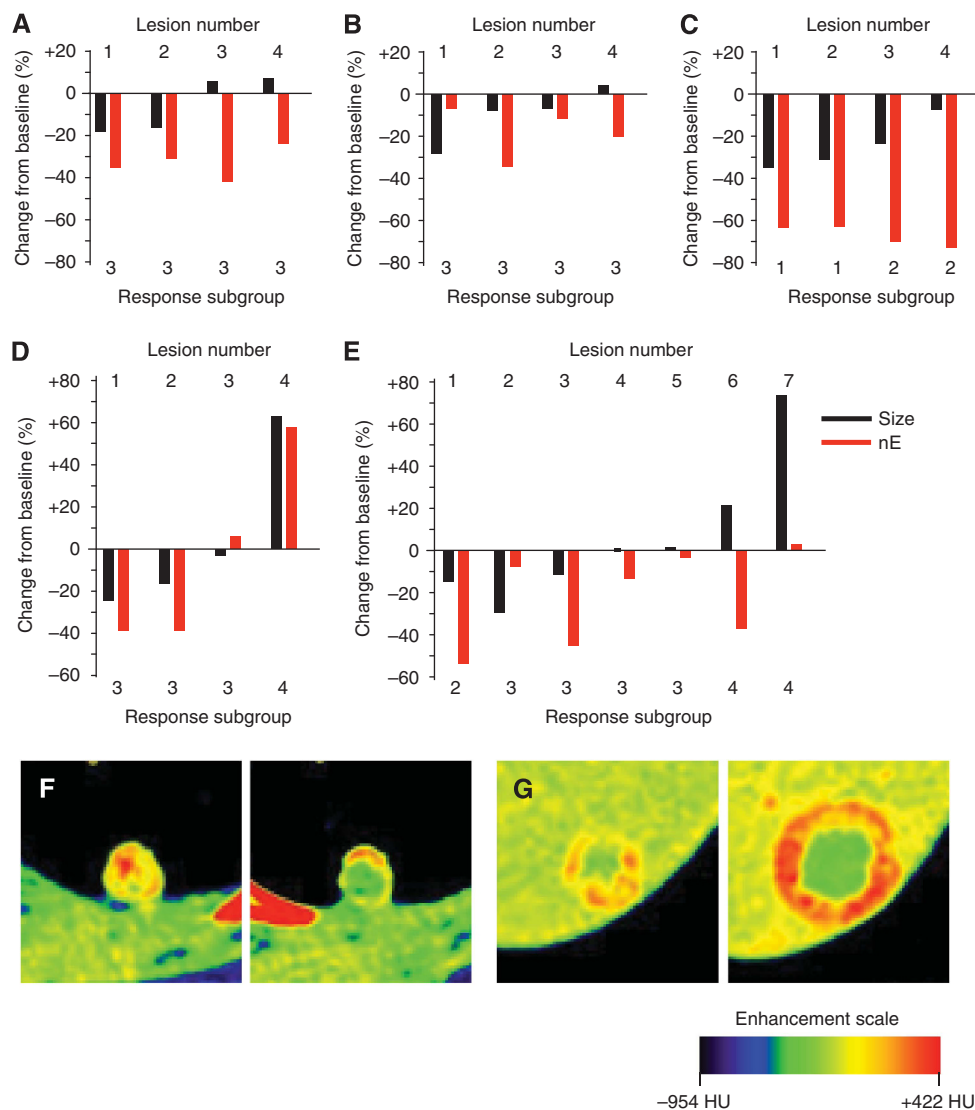 A
Lesion number
1 2 3 4
Change from baseline (%)
+20
0
–20
–40
–60
–80
3 3 3 3
Response subgroup
B
Lesion number
1 2 3 4
Change from baseline (%)
+20
0
–20
–40
–60
–80
3 3 3 3
Response subgroup
C
Lesion number
1 2 3 4
Change from baseline (%)
+20
0
–20
–40
–60
–80
1 1 2 2
Response subgroup
D
Lesion number
1 2 3 4
Change from baseline (%)
+80
+60
+40
+20
0
–20
–40
–60
3 3 3 4
Response subgroup
E
Lesion number
1 2 3 4 5 6 7
Change from baseline (%)
+80
+60
+40
+20
0
–20
–40
–60
2 3 3 3 3 4 4
Response subgroup
Size
nE
F
G
Enhancement scale
–954 HU +422 HU